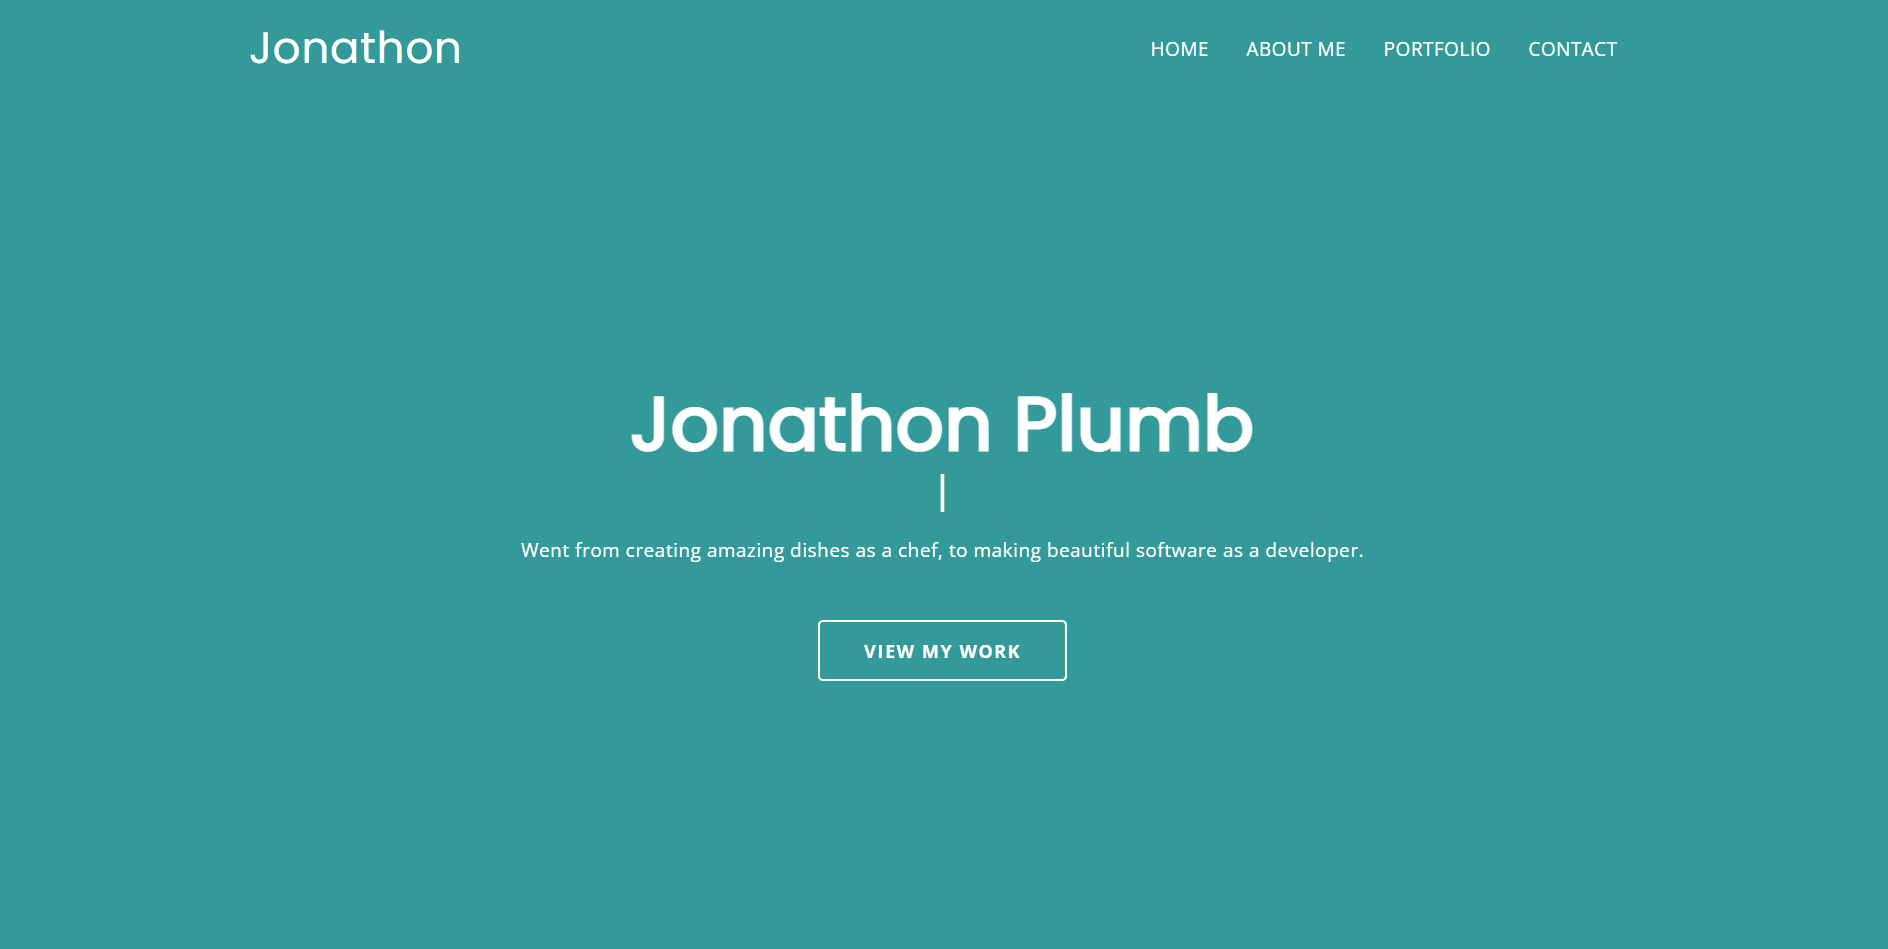 Jonathon
HOME ABOUT ME PORTFOLIO CONTACT
Jonathon Plumb
|
Went from creating amazing dishes as a chef, to making beautiful software as a developer.
VIEW MY WORK